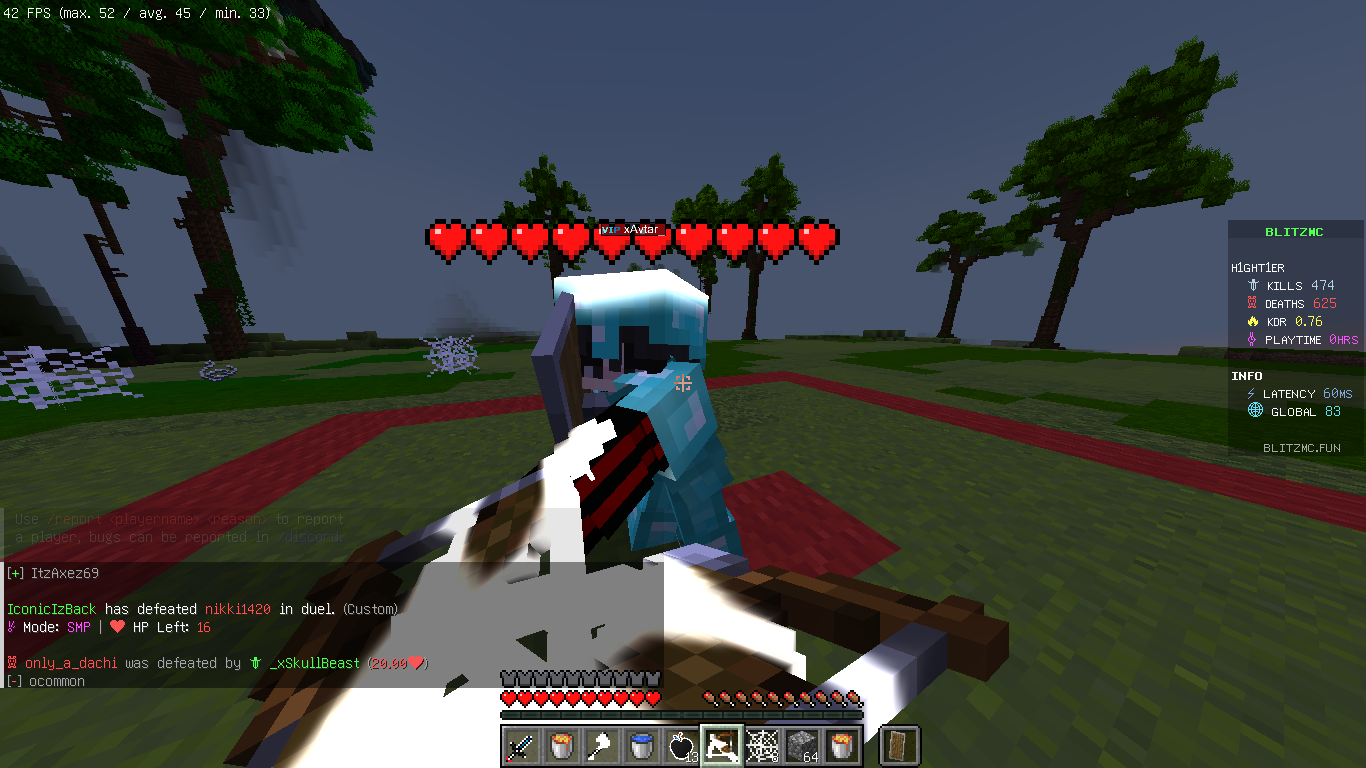 42 FPS (max. 52 / avg. 45 / min. 33)
VIP xAvtar_
BLITZMC
H1GHT1ER
KILLS 474
DEATHS 625
KDR 0.76
PLAYTIME 0HRS
INFO
LATENCY 60MS
GLOBAL 83
BLITZMC.FUN
Use /report <playername> <reason> to report
a player, bugs can be reported in /discord.
[+] ItzAxez69
IconicIzBack has defeated nikki1420 in duel. (Custom)
Mode: SMP | HP Left: 16
only_a_dachi was defeated by _xSkullBeast (20.00❤)
[-] ocommon
13
8
64